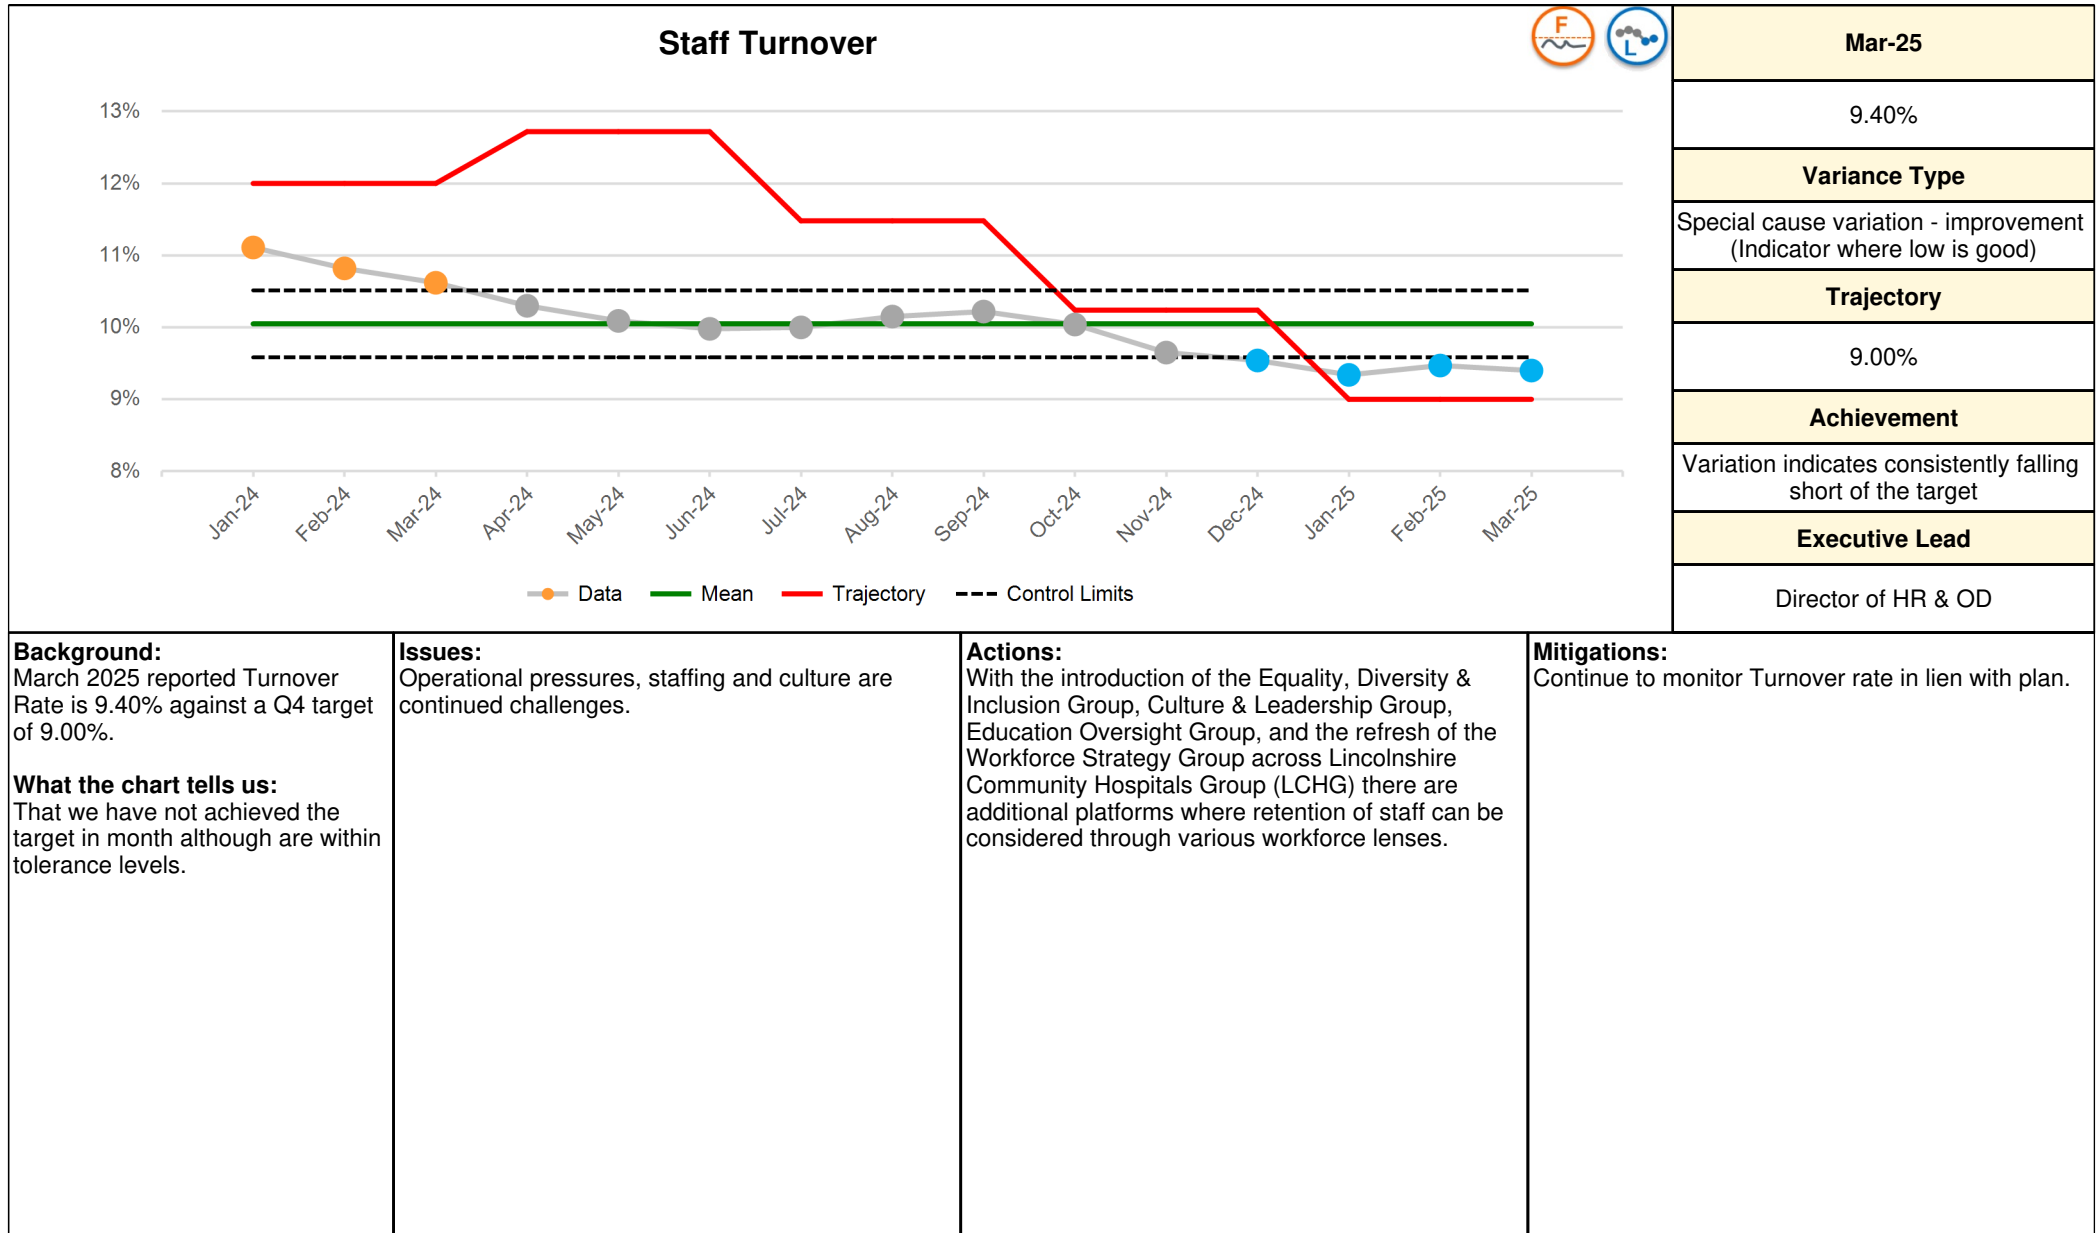 Staff Turnover
F
L
13%
12%
11%
10%
9%
8%
Jan-24
Feb-24
Mar-24
Apr-24
May-24
Jun-24
Jul-24
Aug-24
Sep-24
Oct-24
Nov-24
Dec-24
Jan-25
Feb-25
Mar-25
Data
Mean
Trajectory
Control Limits
Mar-25
9.40%
Variance Type
Special cause variation - improvement
(Indicator where low is good)
Trajectory
9.00%
Achievement
Variation indicates consistently falling
short of the target
Executive Lead
Director of HR & OD
Background:
March 2025 reported Turnover
Rate is 9.40% against a Q4 target
of 9.00%.
What the chart tells us:
That we have not achieved the
target in month although are within
tolerance levels.
Issues:
Operational pressures, staffing and culture are
continued challenges.
Actions:
With the introduction of the Equality, Diversity &
Inclusion Group, Culture & Leadership Group,
Education Oversight Group, and the refresh of the
Workforce Strategy Group across Lincolnshire
Community Hospitals Group (LCHG) there are
additional platforms where retention of staff can be
considered through various workforce lenses.
Mitigations:
Continue to monitor Turnover rate in lien with plan.